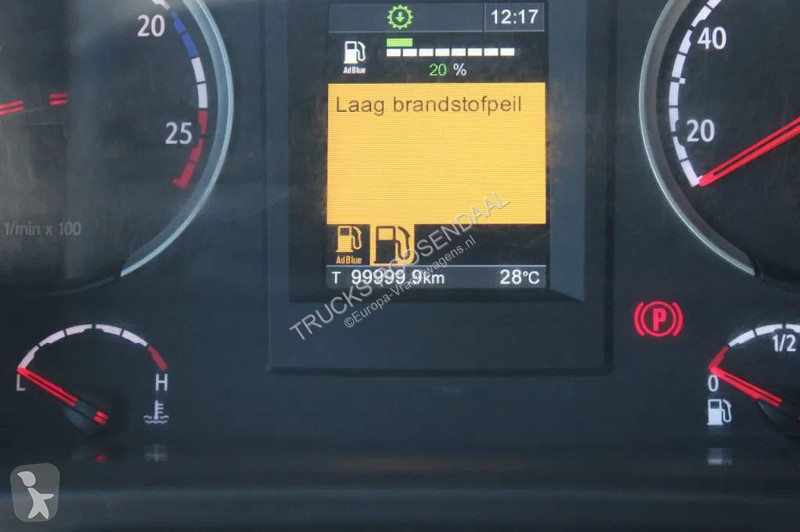 12:17
20
AdBlue
20 %
40
25
20
Laag brandstofpeil
1/min x 100
AdBlue
T 99999.9km 28°C
TRUCKS ROOSENDAAL
©Europa-Vrachtwagens.nl
P
1/2
L
H
0